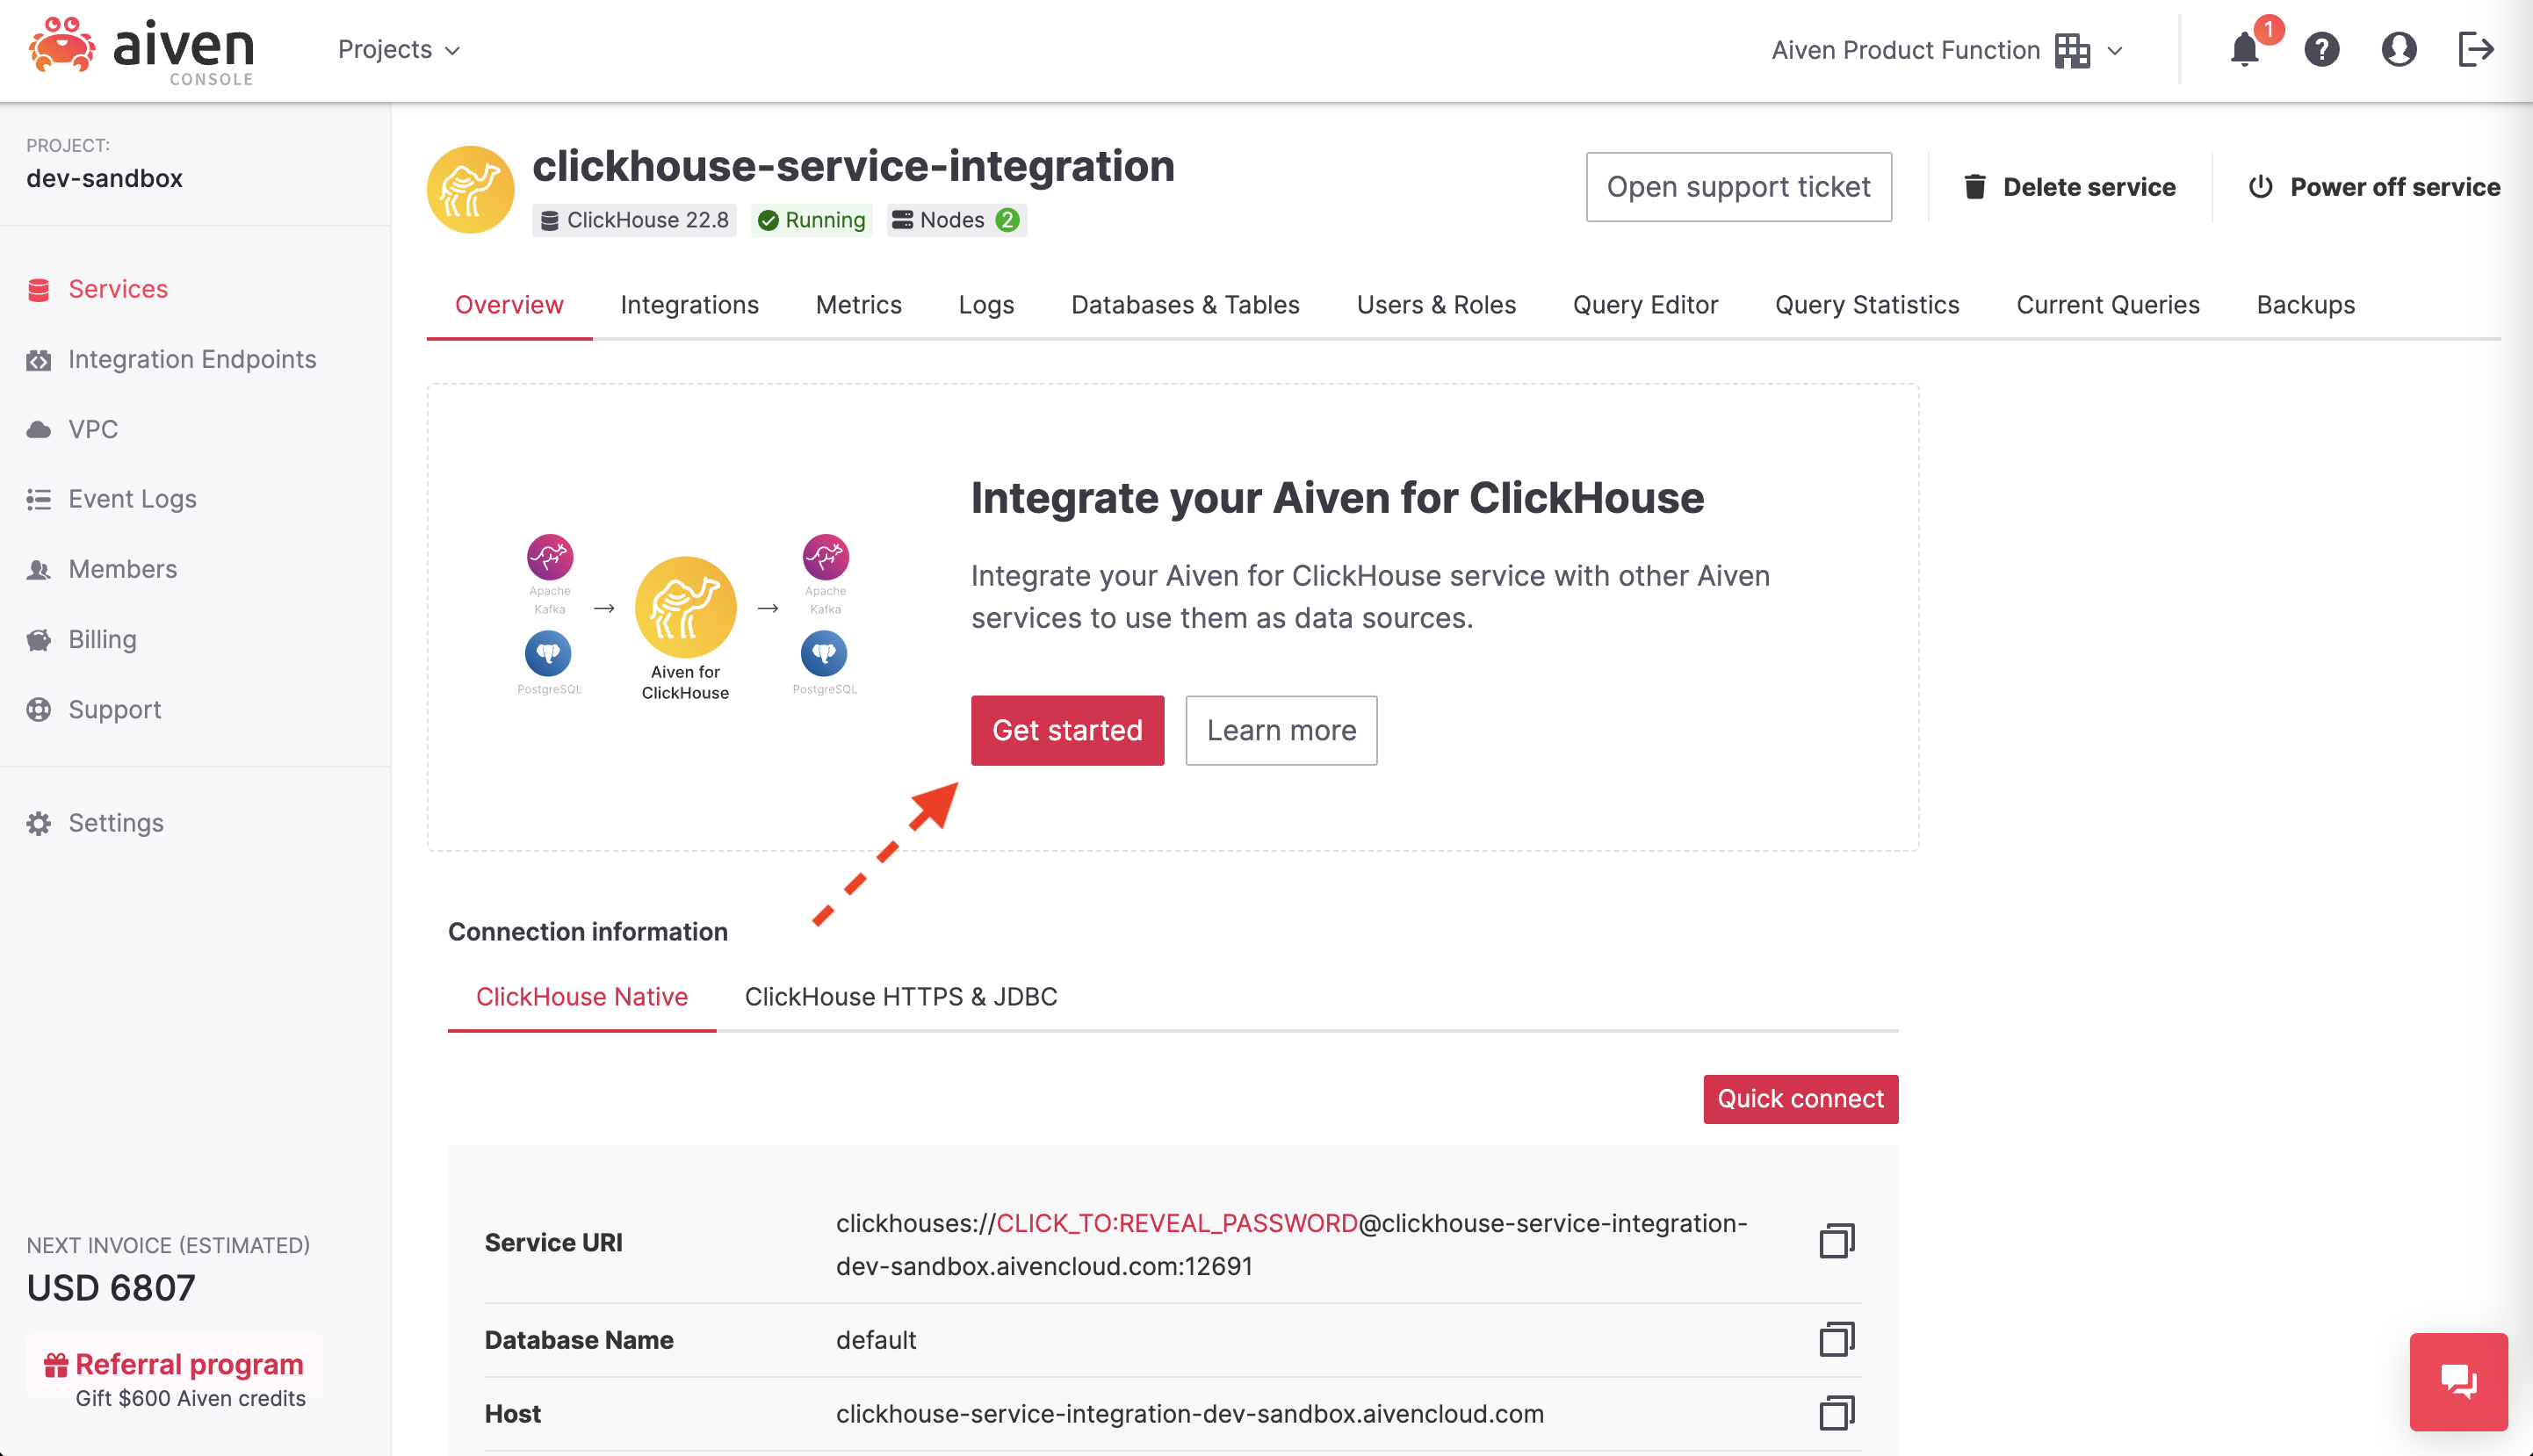 aiven
CONSOLE
Projects
Aiven Product Function
1
PROJECT:
dev-sandbox
Services
Integration Endpoints
VPC
Event Logs
Members
Billing
Support
Settings
NEXT INVOICE (ESTIMATED)
USD 6807
Referral program
Gift $600 Aiven credits
clickhouse-service-integration
ClickHouse 22.8
Running
Nodes 2
Open support ticket
Delete service
Power off service
Overview
Integrations
Metrics
Logs
Databases & Tables
Users & Roles
Query Editor
Query Statistics
Current Queries
Backups
Apache
Kafka
PostgreSQL
Aiven for
ClickHouse
Apache
Kafka
PostgreSQL
Integrate your Aiven for ClickHouse
Integrate your Aiven for ClickHouse service with other Aiven
services to use them as data sources.
Get started
Learn more
Connection information
ClickHouse Native
ClickHouse HTTPS & JDBC
Quick connect
Service URI
clickhouses://CLICK_TO:REVEAL_PASSWORD@clickhouse-service-integration-
dev-sandbox.aivencloud.com:12691
Database Name
default
Host
clickhouse-service-integration-dev-sandbox.aivencloud.com